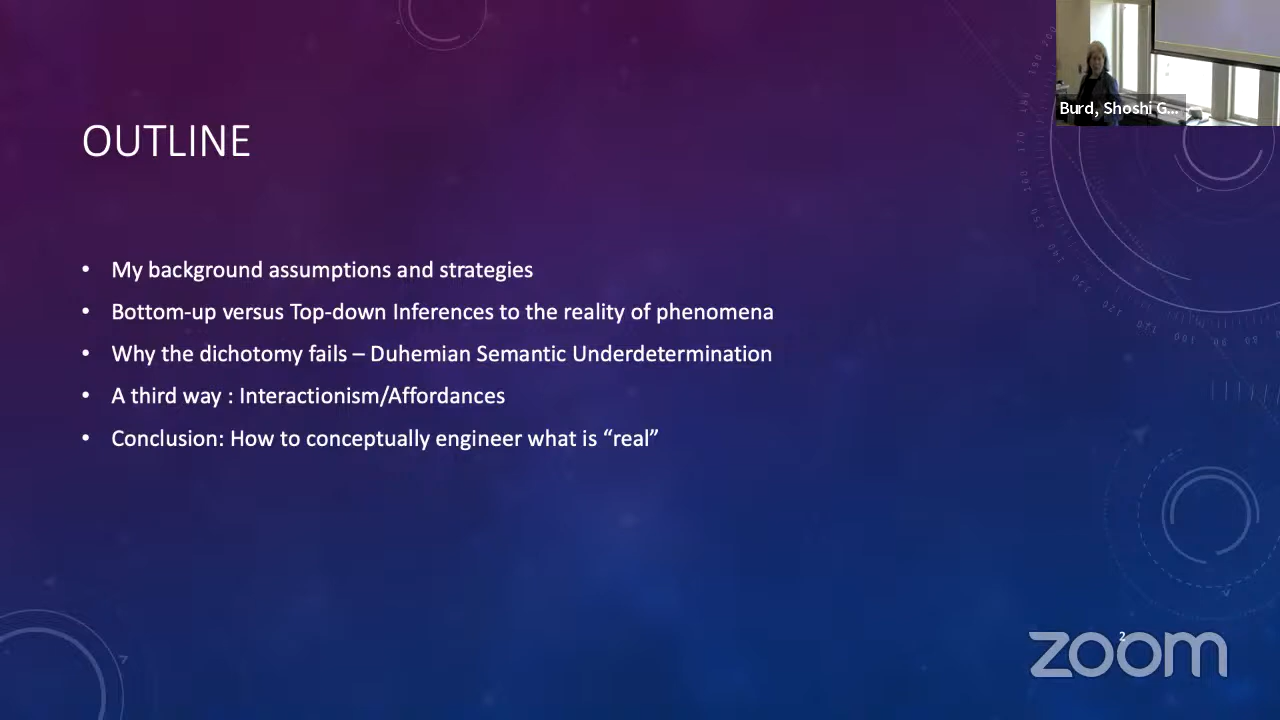 Burd, Shoshi G...
OUTLINE
• My background assumptions and strategies
• Bottom-up versus Top-down Inferences to the reality of phenomena
• Why the dichotomy fails – Duhemian Semantic Underdetermination
• A third way : Interactionism/Affordances
• Conclusion: How to conceptually engineer what is “real”
2
zoom